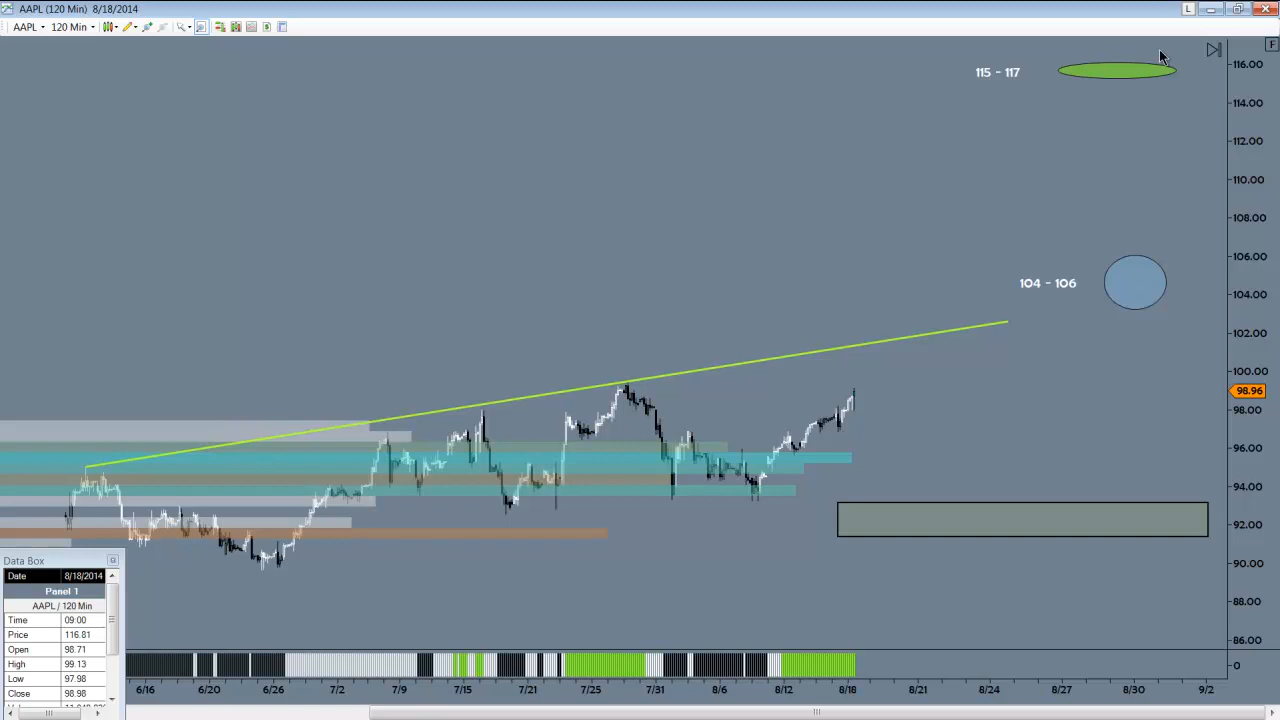 AAPL (120 Min) 8/18/2014
L
AAPL 120 Min
F
115 - 117
116.00
114.00
112.00
110.00
108.00
106.00
104 - 106
104.00
102.00
100.00
98.96
98.00
96.00
94.00
92.00
90.00
88.00
86.00
0
Data Box
Date 8/18/2014
Panel 1
AAPL / 120 Min
Time 09:00
Price 116.81
Open 98.71
High 99.13
Low 97.98
Close 98.98
6/16 6/20 6/26 7/2 7/9 7/15 7/21 7/25 7/31 8/6 8/12 8/18 8/21 8/24 8/27 8/30 9/2